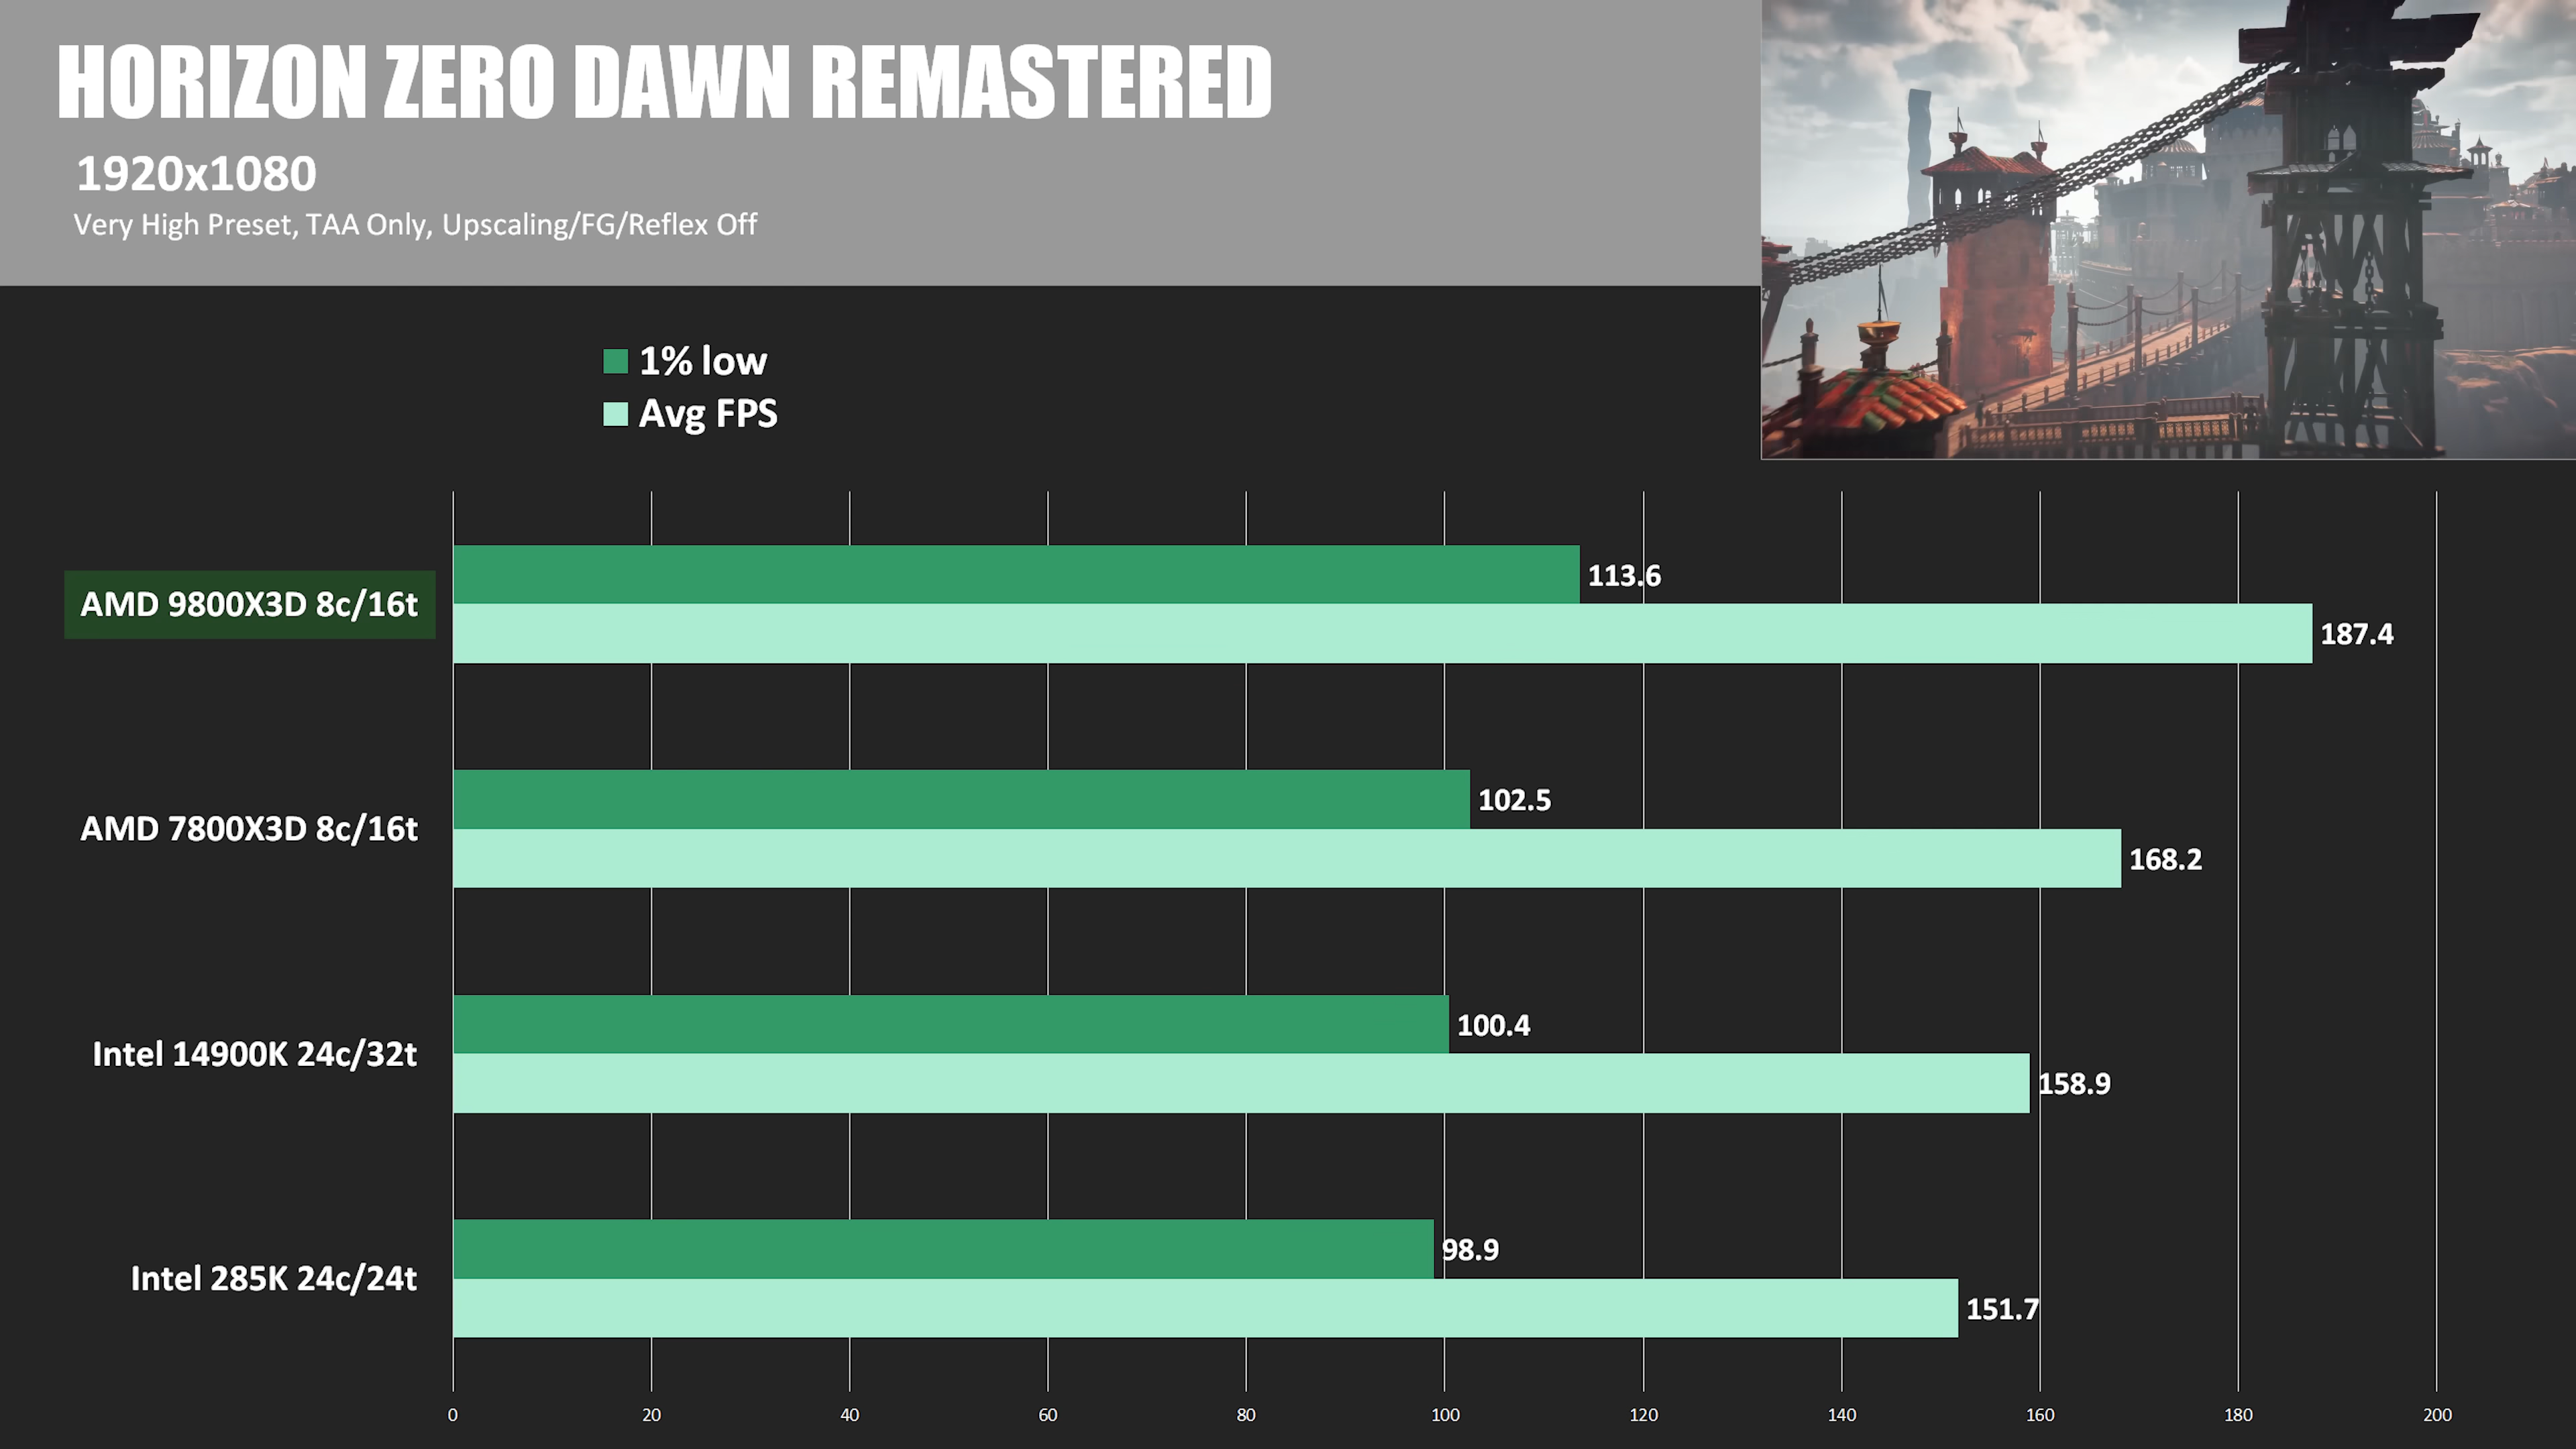 HORIZON ZERO DAWN REMASTERED
1920x1080
Very High Preset, TAA Only, Upscaling/FG/Reflex Off
1% low
Avg FPS
AMD 9800X3D 8c/16t
113.6
187.4
AMD 7800X3D 8c/16t
102.5
168.2
Intel 14900K 24c/32t
100.4
158.9
Intel 285K 24c/24t
98.9
151.7
0 20 40 60 80 100 120 140 160 180 200